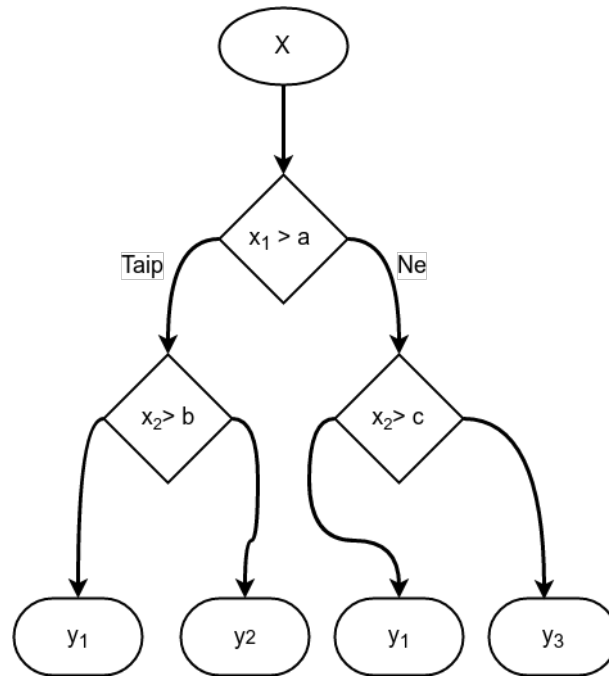 X
x₁ > a
Taip
Ne
x₂> b
x₂> c
y₁
y2
y₁
y₃